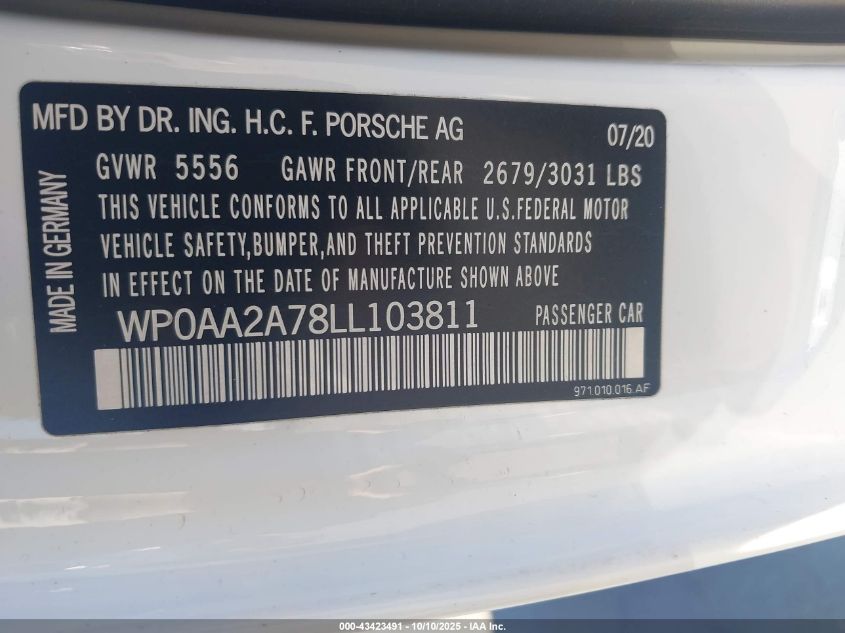 MFD BY DR. ING. H.C. F. PORSCHE AG 07/20
GVWR 5556 GAWR FRONT/REAR 2679/3031 LBS
THIS VEHICLE CONFORMS TO ALL APPLICABLE U.S.FEDERAL MOTOR
VEHICLE SAFETY,BUMPER,AND THEFT PREVENTION STANDARDS
IN EFFECT ON THE DATE OF MANUFACTURE SHOWN ABOVE
MADE IN GERMANY
WP0AA2A78LL103811 PASSENGER CAR
971.010.016.AF
000-43423491 - 10/10/2025 - IAA Inc.